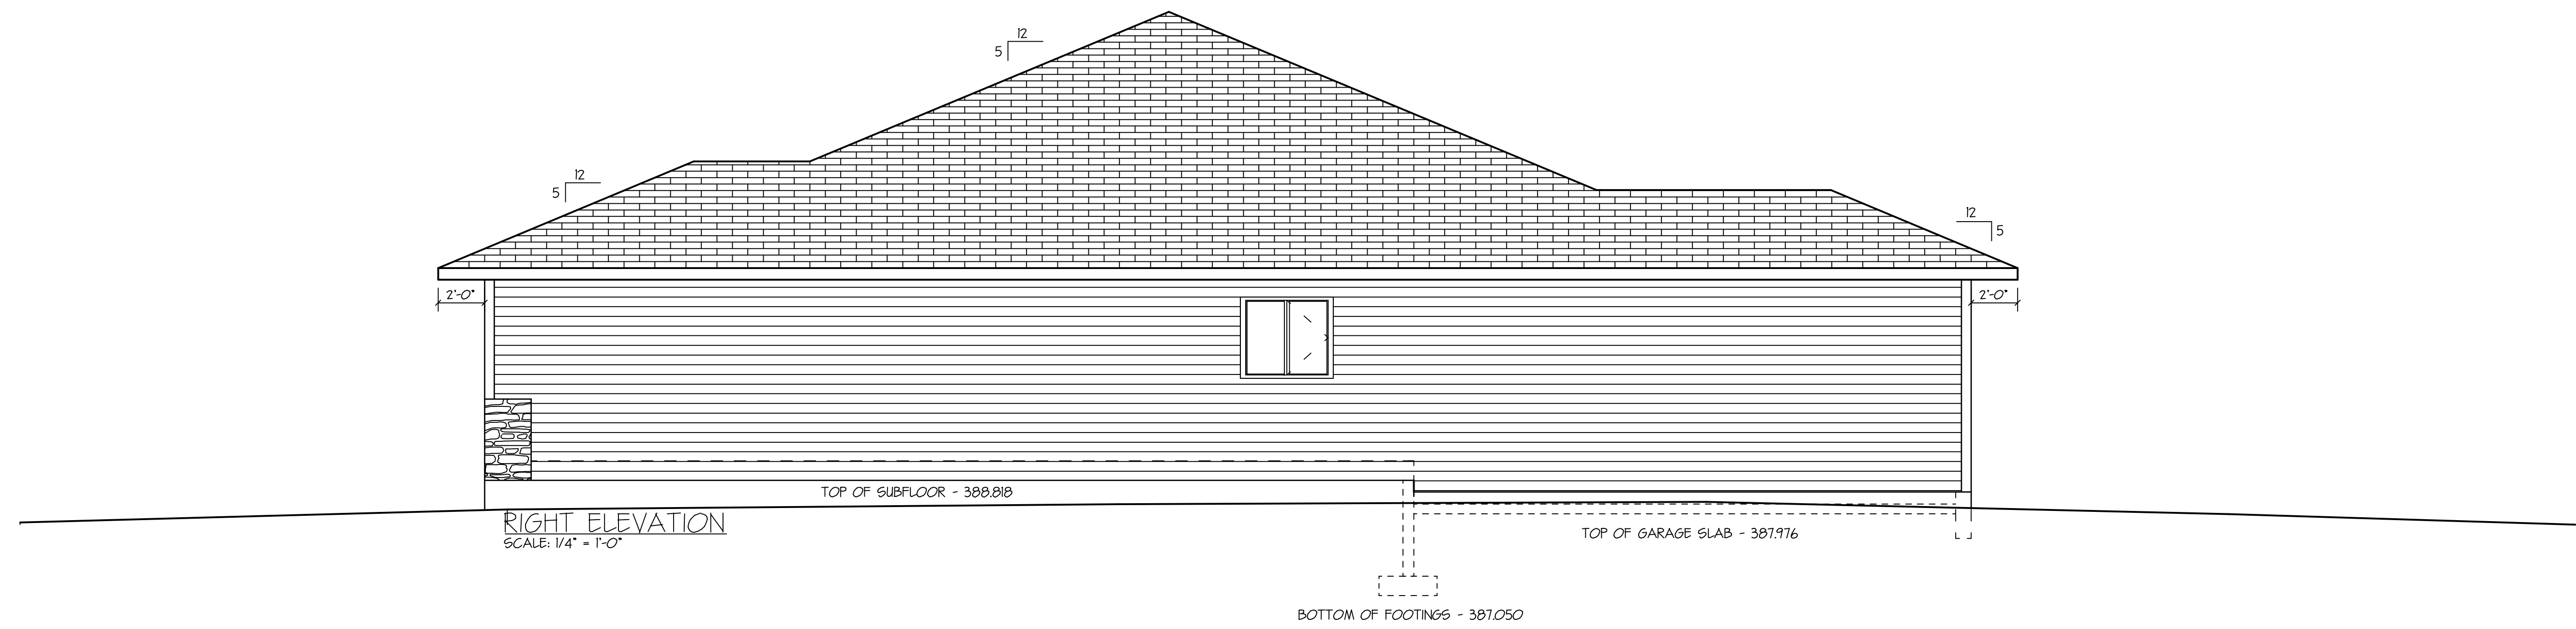 12
5
12
5
12
5
2'-0"
2'-0"
TOP OF SUBFLOOR - 388.818
RIGHT ELEVATION
SCALE: 1/4" = 1'-0"
TOP OF GARAGE SLAB - 387.976
BOTTOM OF FOOTINGS - 387.050